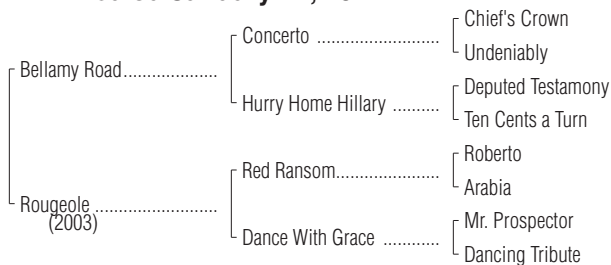 Chief's Crown
Concerto ..............................
Undeniably
Bellamy Road.......................
Deputed Testamony
Hurry Home Hillary ...........
Ten Cents a Turn
Roberto
Red Ransom.........................
Arabia
Rougeole ..............................
(2003)
Mr. Prospector
Dance With Grace .............
Dancing Tribute